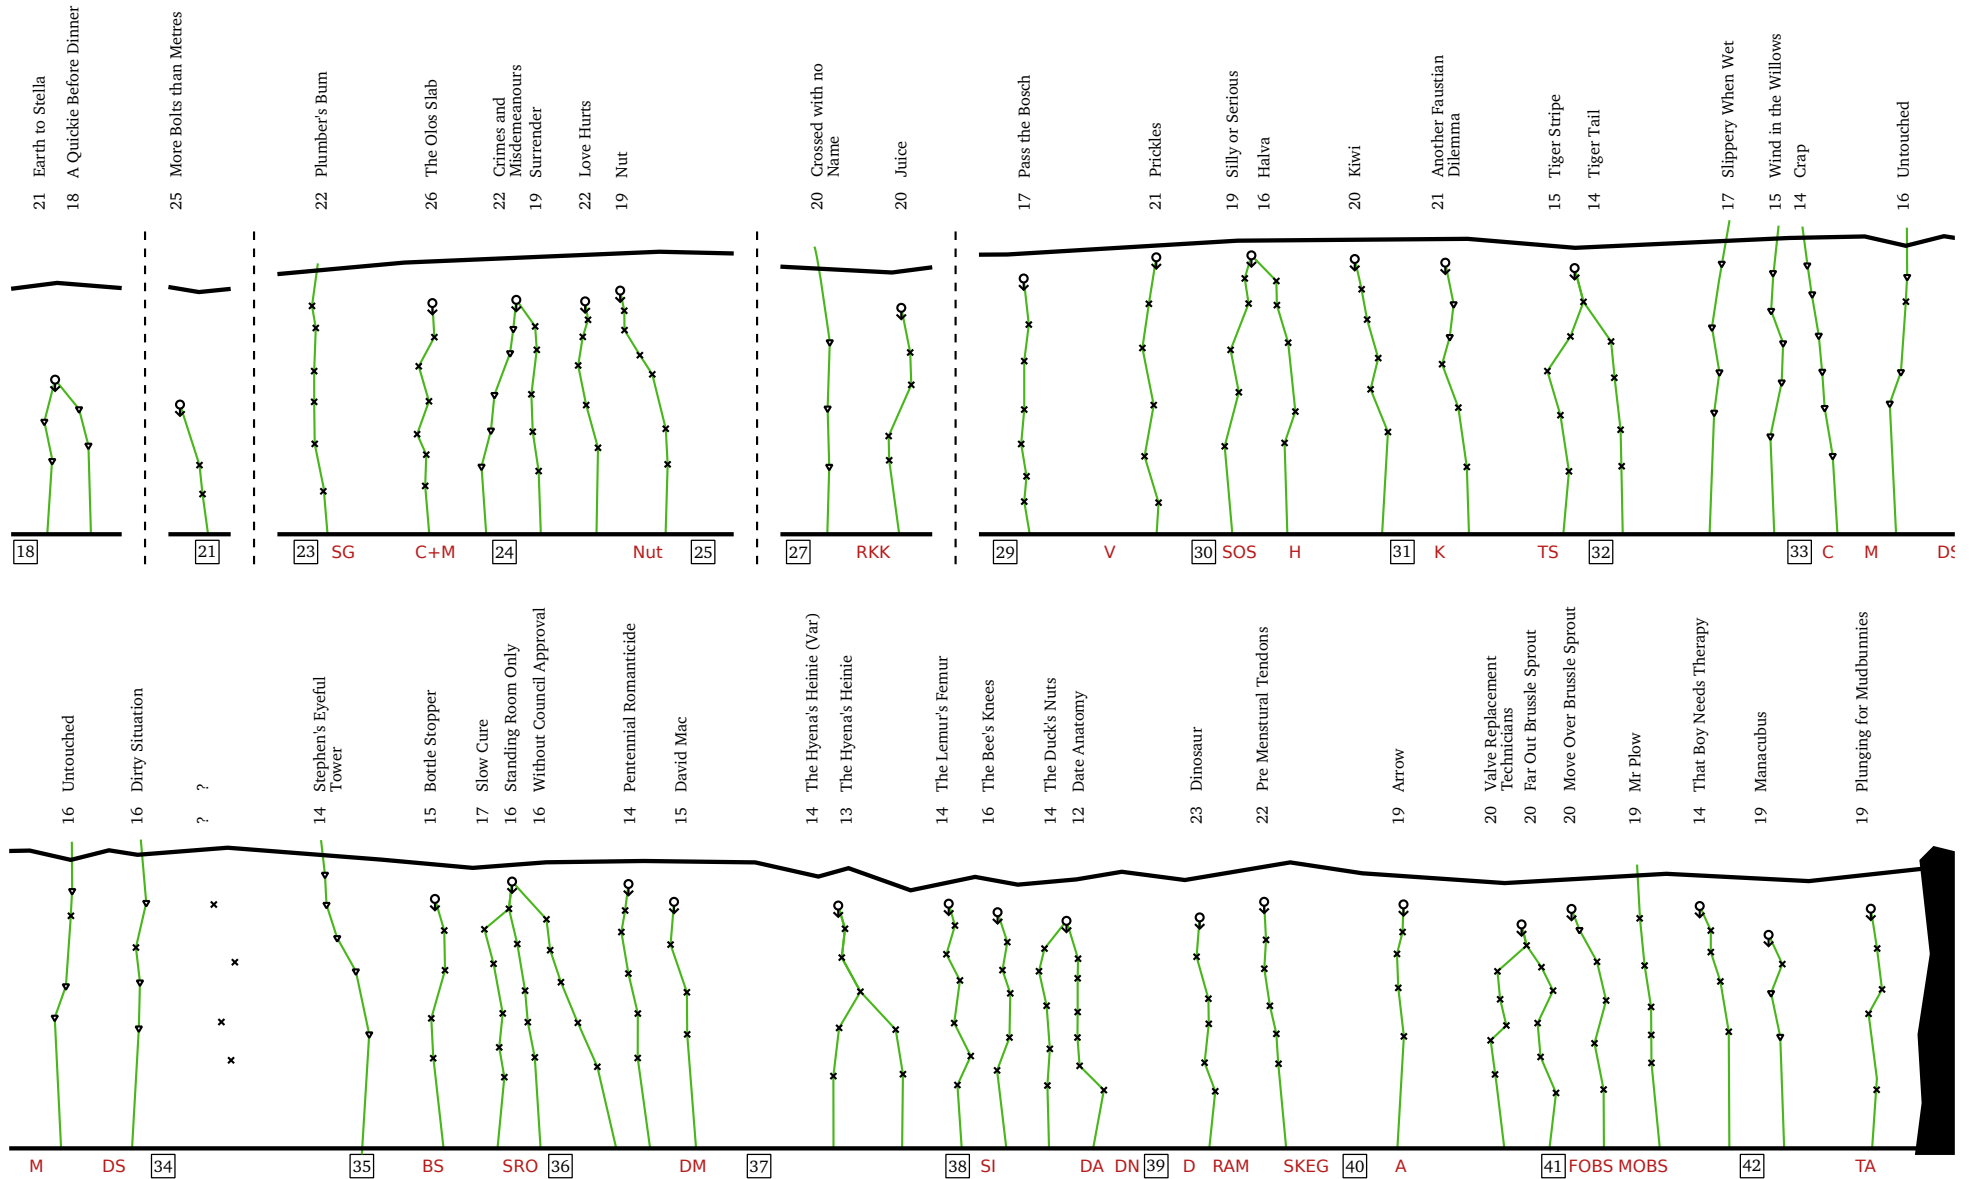 21 Earth to Stella
18 A Quickie Before Dinner
25 More Bolts than Metres
22 Plumber's Bum
26 The Olos Slab
22 Crimes and
Misdemeanours
19 Surrender
22 Love Hurts
19 Nut
20 Crossed with no
Name
20 Juice
17 Pass the Bosch
21 Prickles
19 Silly or Serious
16 Halva
20 Kiwi
21 Another Faustian
Dilemma
15 Tiger Stripe
14 Tiger Tail
17 Slippery When Wet
15 Wind in the Willows
14 Crap
16 Untouched
18 21 23 SG C+M 24 Nut 25 27 RKK 29 V 30 SOS H 31 K TS 32 33 C M DS
16 Untouched
16 Dirty Situation
? ?
14 Stephen's Eyeful
Tower
15 Bottle Stopper
17 Slow Cure
16 Standing Room Only
16 Without Council Approval
14 Pentennial Romanticide
15 David Mac
14 The Hyena's Heinie (Var)
13 The Hyena's Heinie
14 The Lemur's Femur
16 The Bee's Knees
14 The Duck's Nuts
12 Date Anatomy
23 Dinosaur
22 Pre Menstural Tendons
19 Arrow
20 Valve Replacement
Technicians
20 Far Out Brussle Sprout
20 Move Over Brussle Sprout
19 Mr Plow
14 That Boy Needs Therapy
19 Manacubus
19 Plunging for Mudbunnies
M DS 34 35 BS SRO 36 DM 37 38 SI DA DN 39 D RAM SKEG 40 A 41 FOBS MOBS 42 TA